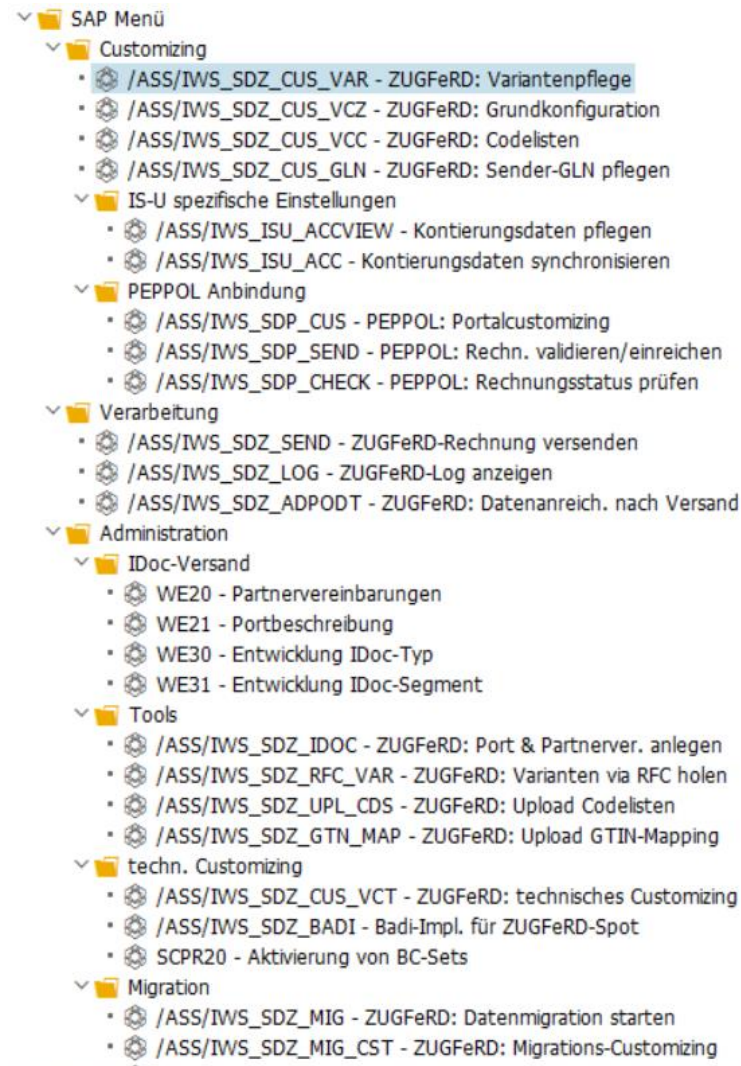 SAP Menü
Customizing
/ASS/IWS_SDZ_CUS_VAR - ZUGFeRD: Variantenpflege
/ASS/IWS_SDZ_CUS_VCZ - ZUGFeRD: Grundkonfiguration
/ASS/IWS_SDZ_CUS_VCC - ZUGFeRD: Codelisten
/ASS/IWS_SDZ_CUS_GLN - ZUGFeRD: Sender-GLN pflegen
IS-U spezifische Einstellungen
/ASS/IWS_ISU_ACCVIEW - Kontierungsdaten pflegen
/ASS/IWS_ISU_ACC - Kontierungsdaten synchronisieren
PEPPOL Anbindung
/ASS/IWS_SDP_CUS - PEPPOL: Portalcustomizing
/ASS/IWS_SDP_SEND - PEPPOL: Rechn. validieren/einreichen
/ASS/IWS_SDP_CHECK - PEPPOL: Rechnungsstatus prüfen
Verarbeitung
/ASS/IWS_SDZ_SEND - ZUGFeRD-Rechnung versenden
/ASS/IWS_SDZ_LOG - ZUGFeRD-Log anzeigen
/ASS/IWS_SDZ_ADPODT - ZUGFeRD: Datenanreich. nach Versand
Administration
IDoc-Versand
WE20 - Partnervereinbarungen
WE21 - Portbeschreibung
WE30 - Entwicklung IDoc-Typ
WE31 - Entwicklung IDoc-Segment
Tools
/ASS/IWS_SDZ_IDOC - ZUGFeRD: Port & Partnerver. anlegen
/ASS/IWS_SDZ_RFC_VAR - ZUGFeRD: Varianten via RFC holen
/ASS/IWS_SDZ_UPL_CDS - ZUGFeRD: Upload Codelisten
/ASS/IWS_SDZ_GTN_MAP - ZUGFeRD: Upload GTIN-Mapping
techn. Customizing
/ASS/IWS_SDZ_CUS_VCT - ZUGFeRD: technisches Customizing
/ASS/IWS_SDZ_BADI - Badi-Impl. für ZUGFeRD-Spot
SCPR20 - Aktivierung von BC-Sets
Migration
/ASS/IWS_SDZ_MIG - ZUGFeRD: Datenmigration starten
/ASS/IWS_SDZ_MIG_CST - ZUGFeRD: Migrations-Customizing